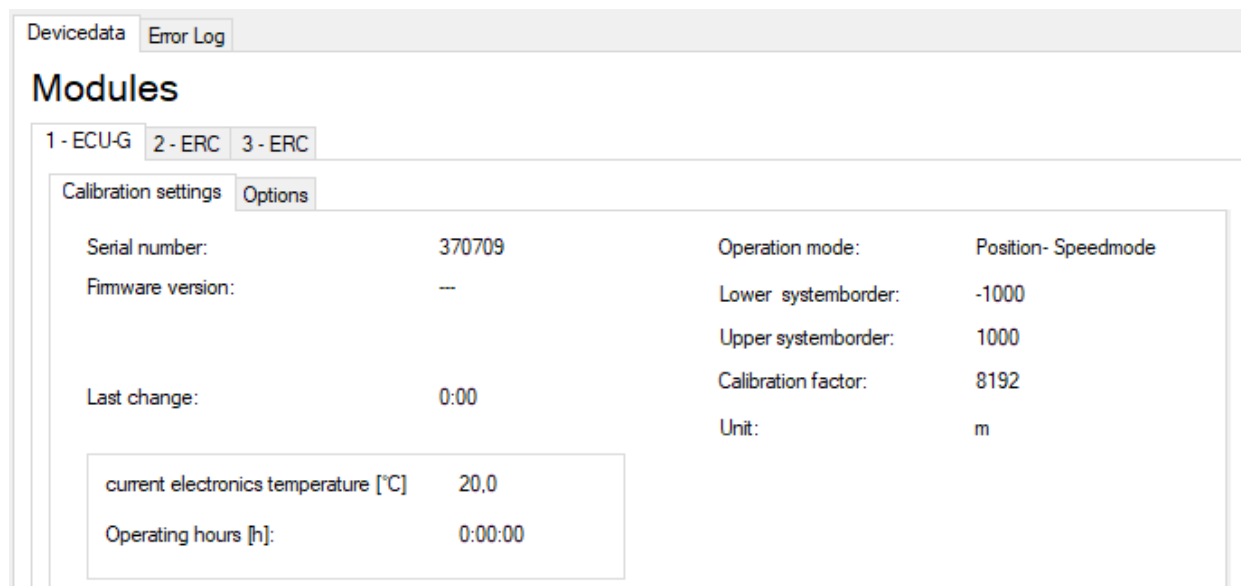 Devicedata Error Log
Modules
1 - ECU-G 2 - ERC 3 - ERC
Calibration settings Options
Serial number: 370709 Operation mode: Position- Speedmode
Firmware version: --- Lower systemborder: -1000
Upper systemborder: 1000
Last change: 0:00 Calibration factor: 8192
Unit: m
current electronics temperature [°C] 20,0
Operating hours [h]: 0:00:00